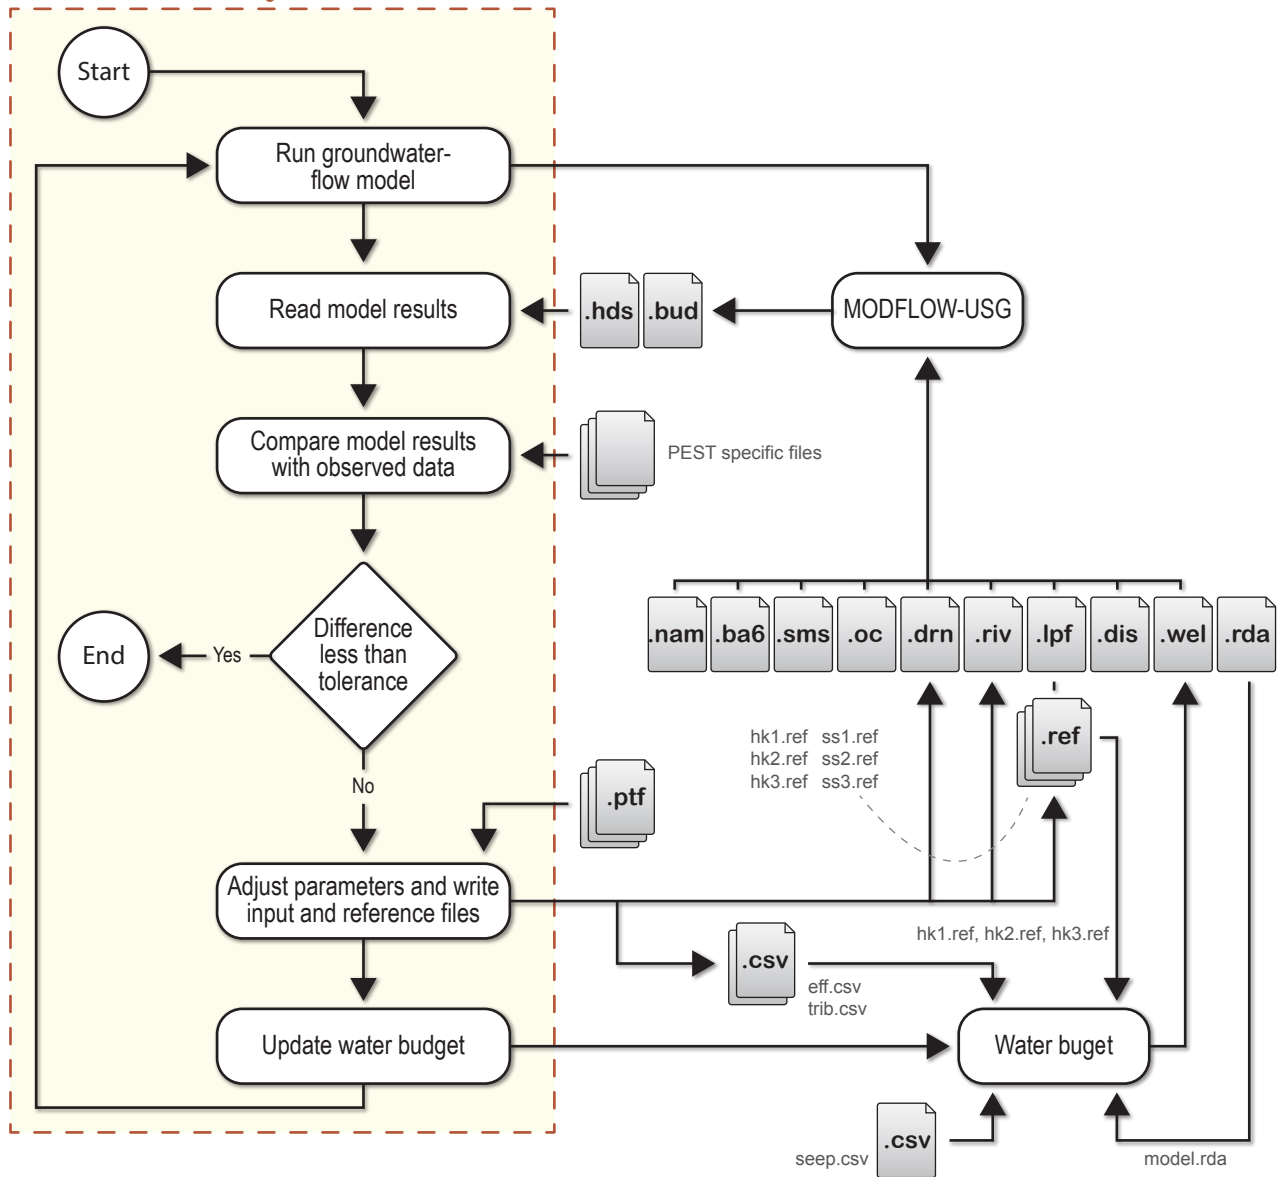 Start
Run groundwater-
flow model
Read model results
.hds
.bud
MODFLOW-USG
Compare model results
with observed data
PEST specific files
Difference
less than
tolerance
Yes
End
No
.nam
.ba6
.sms
.oc
.drn
.riv
.lpf
.dis
.wel
.rda
hk1.ref ss1.ref
hk2.ref ss2.ref
hk3.ref ss3.ref
.ref
.ptf
Adjust parameters and write
input and reference files
hk1.ref, hk2.ref, hk3.ref
.csv
eff.csv
trib.csv
Update water budget
Water buget
.csv
seep.csv
model.rda